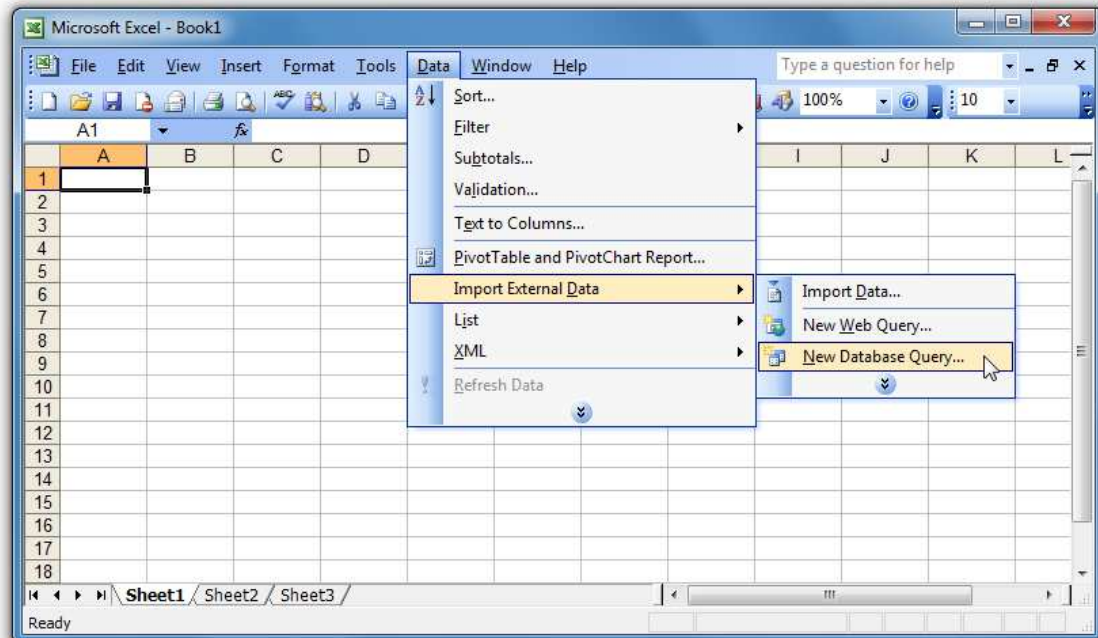 Microsoft Excel - Book1
File Edit View Insert Format Tools Data Window Help Type a question for help
100% 10
A1 fx
A B C D I J K L
Sort...
Filter
Subtotals...
Validation...
Text to Columns...
PivotTable and PivotChart Report...
Import External Data
List
XML
Refresh Data
Import Data...
New Web Query...
New Database Query...
1
2
3
4
5
6
7
8
9
10
11
12
13
14
15
16
17
18
Sheet1 Sheet2 Sheet3
Ready